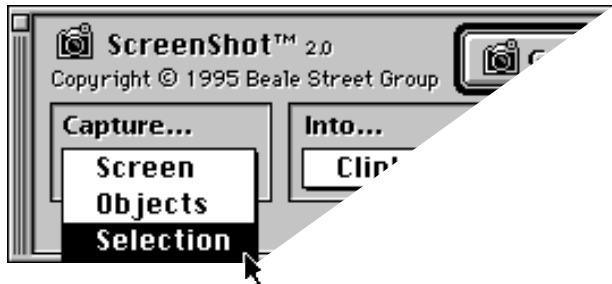 ScreenShot™ 2.0
Copyright © 1995 Beale Street Group
Capture...
Into...
Screen
Objects
Selection